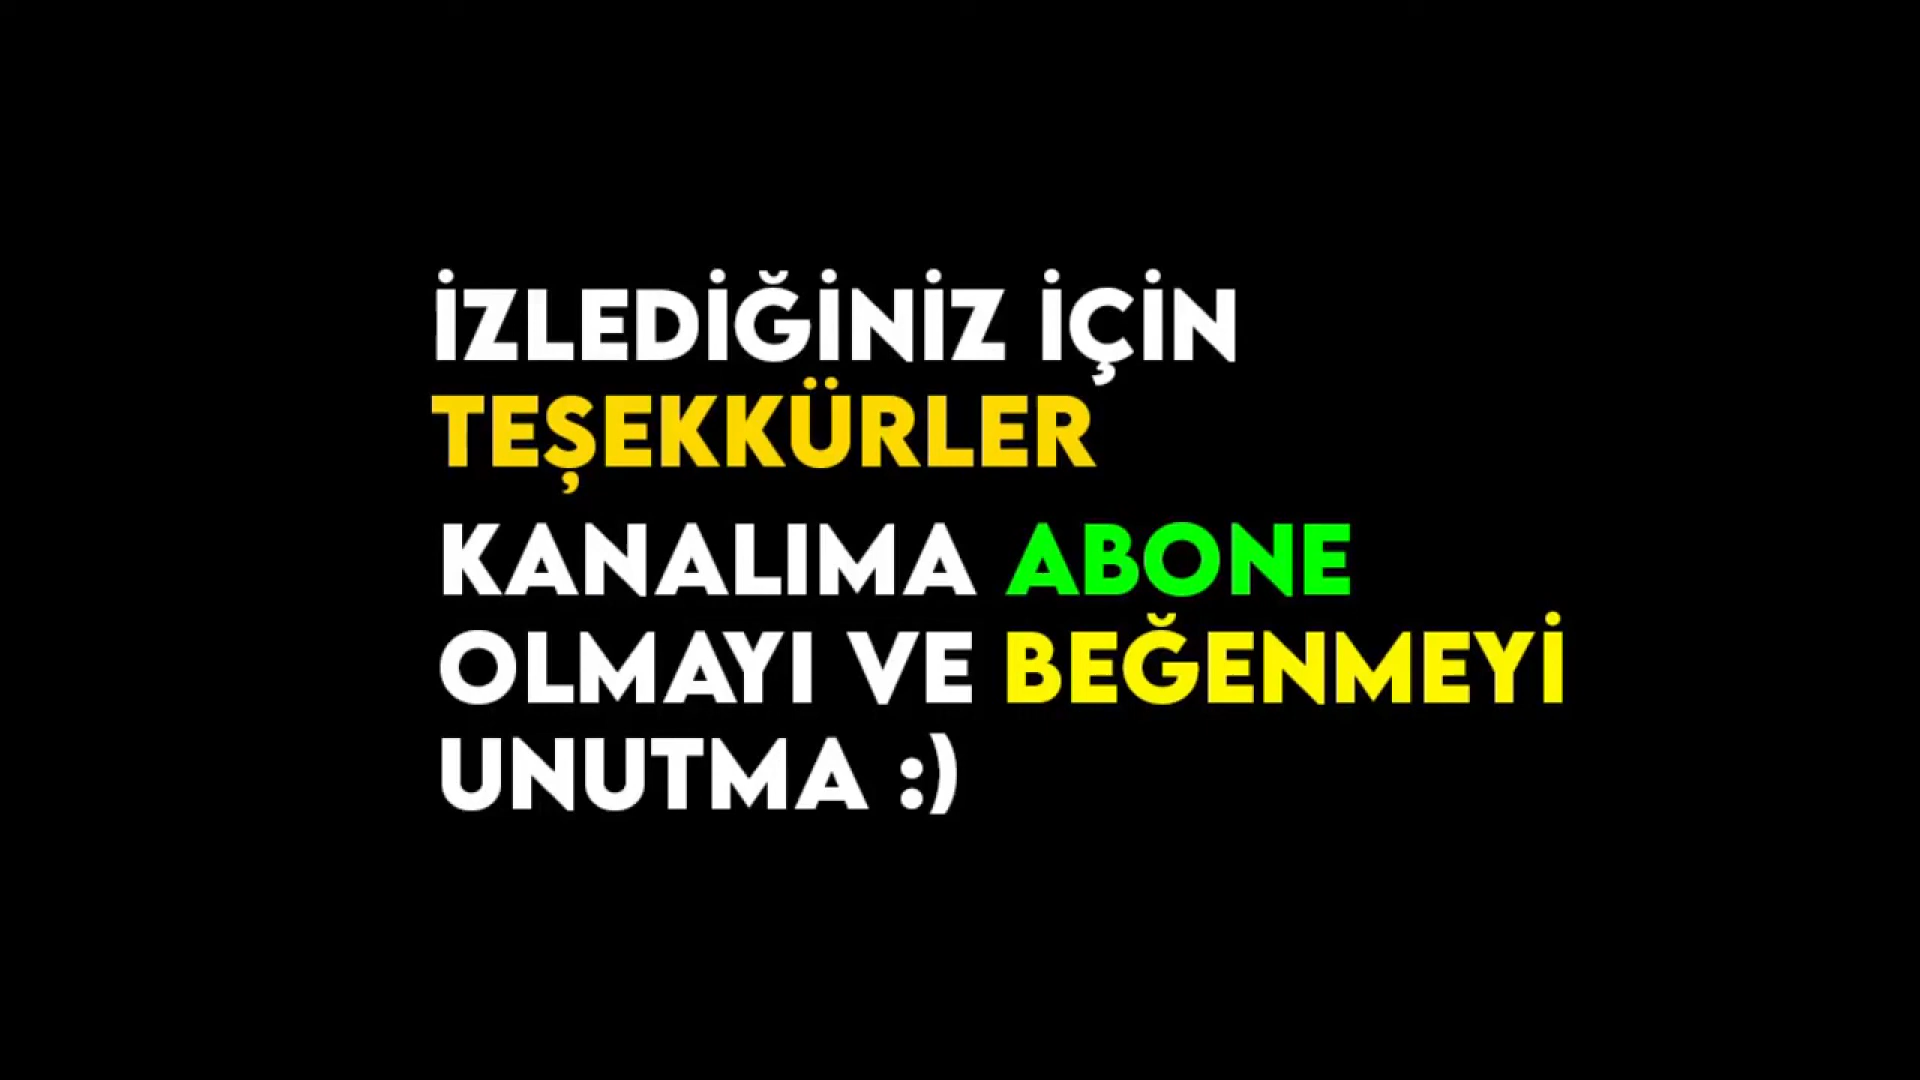 İZLEDİĞİNİZ İÇİN
TEŞEKKÜRLER
KANALIMA ABONE
OLMAYI VE BEĞENMEYİ
UNUTMA :)